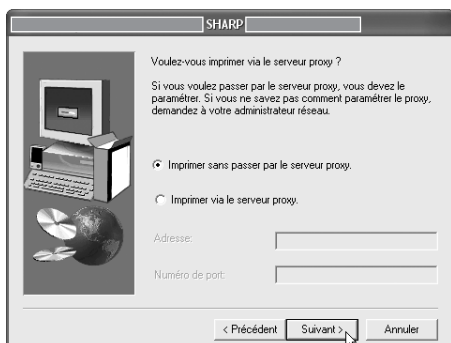 SHARP
Voulez-vous imprimer via le serveur proxy ?
Si vous voulez passer par le serveur proxy, vous devez le
paramétrer. Si vous ne savez pas comment paramétrer le proxy,
demandez à votre administrateur réseau.
Imprimer sans passer par le serveur proxy.
Imprimer via le serveur proxy.
Adresse:
Numéro de port:
< Précédent Suivant > Annuler